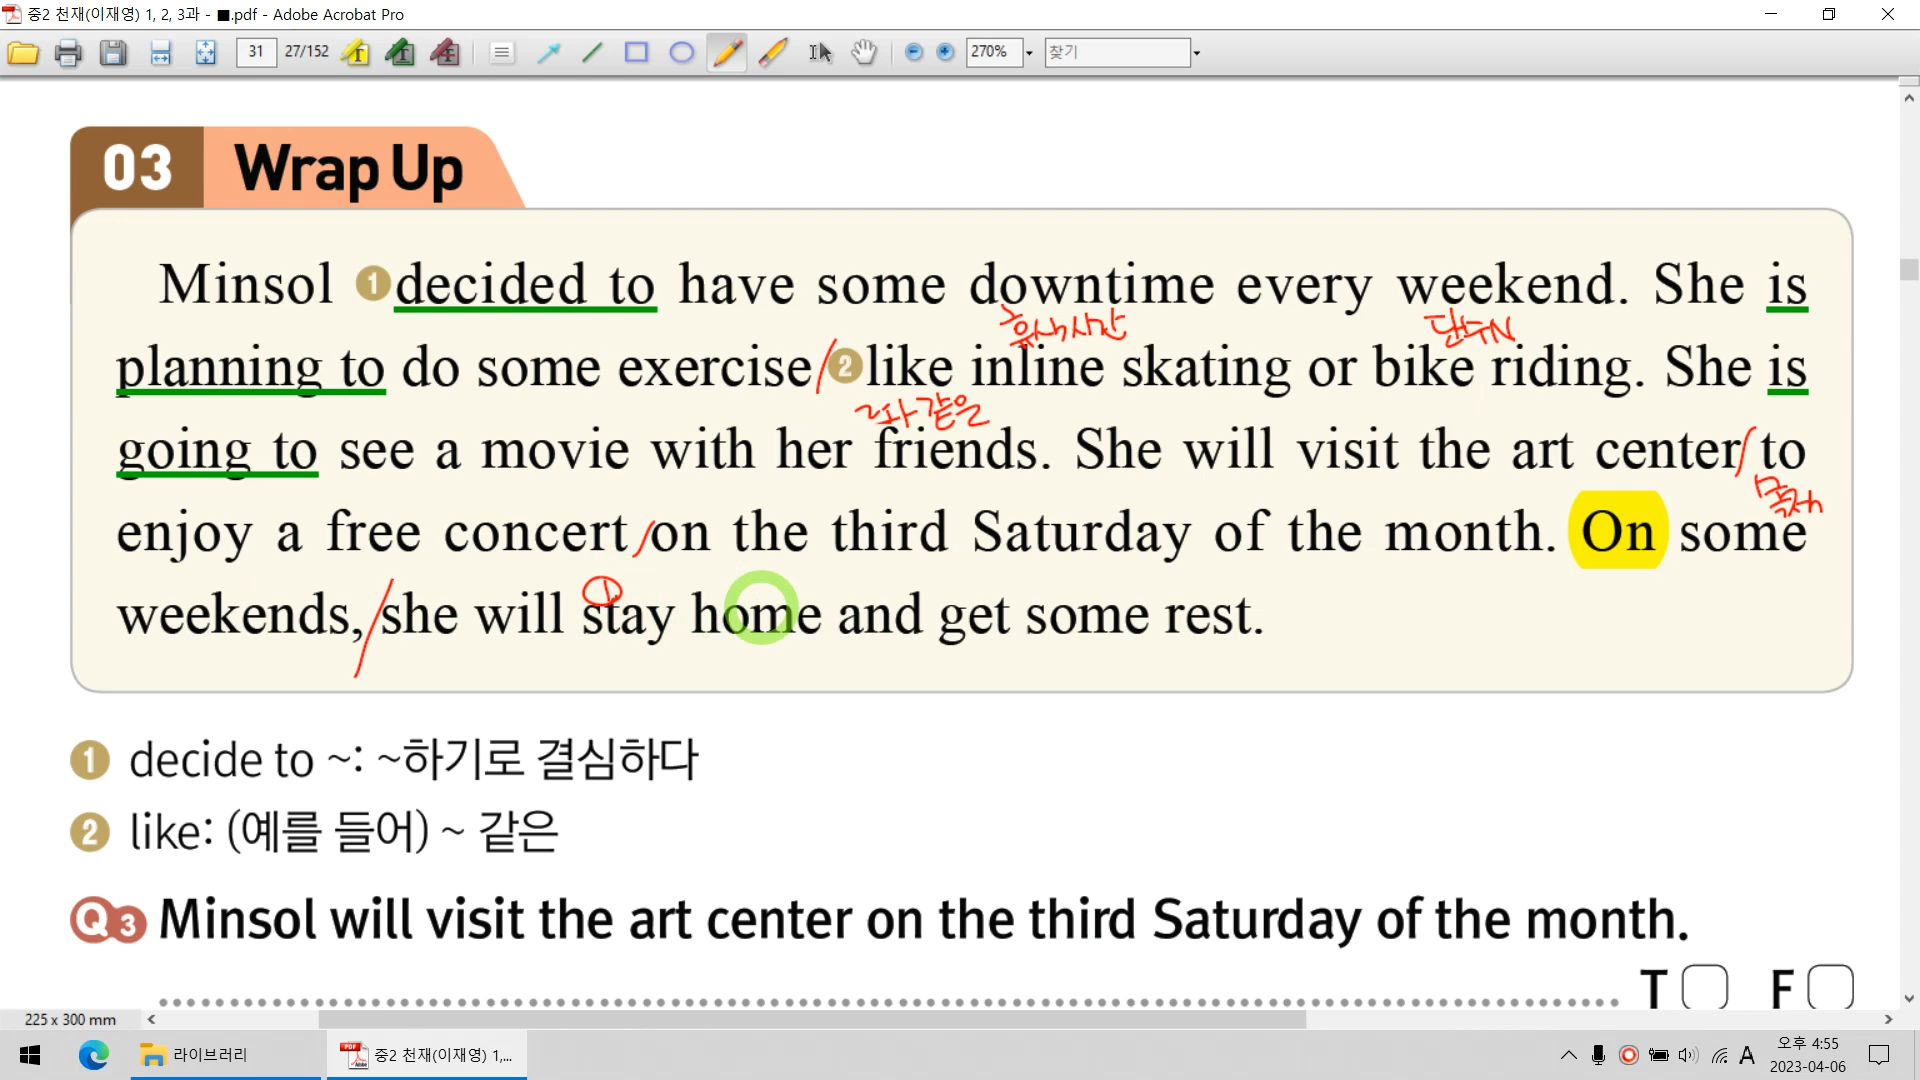 중2 천재(이재영) 1, 2, 3과 - ■.pdf - Adobe Acrobat Pro
31 27/152 270% 찾기
03 Wrap Up
Minsol ❶decided to have some downtime every weekend. She is
휴식시간 단수N
planning to do some exercise/❷like inline skating or bike riding. She is
~와 같은
going to see a movie with her friends. She will visit the art center/to
목적
enjoy a free concert/on the third Saturday of the month. On some
①
weekends,/she will stay home and get some rest.
❶ decide to ~: ~하기로 결심하다
❷ like: (예를 들어) ~ 같은
Q3 Minsol will visit the art center on the third Saturday of the month.
T F
225 x 300 mm
라이브러리
중2 천재(이재영) 1,...
A
오후 4:55
2023-04-06